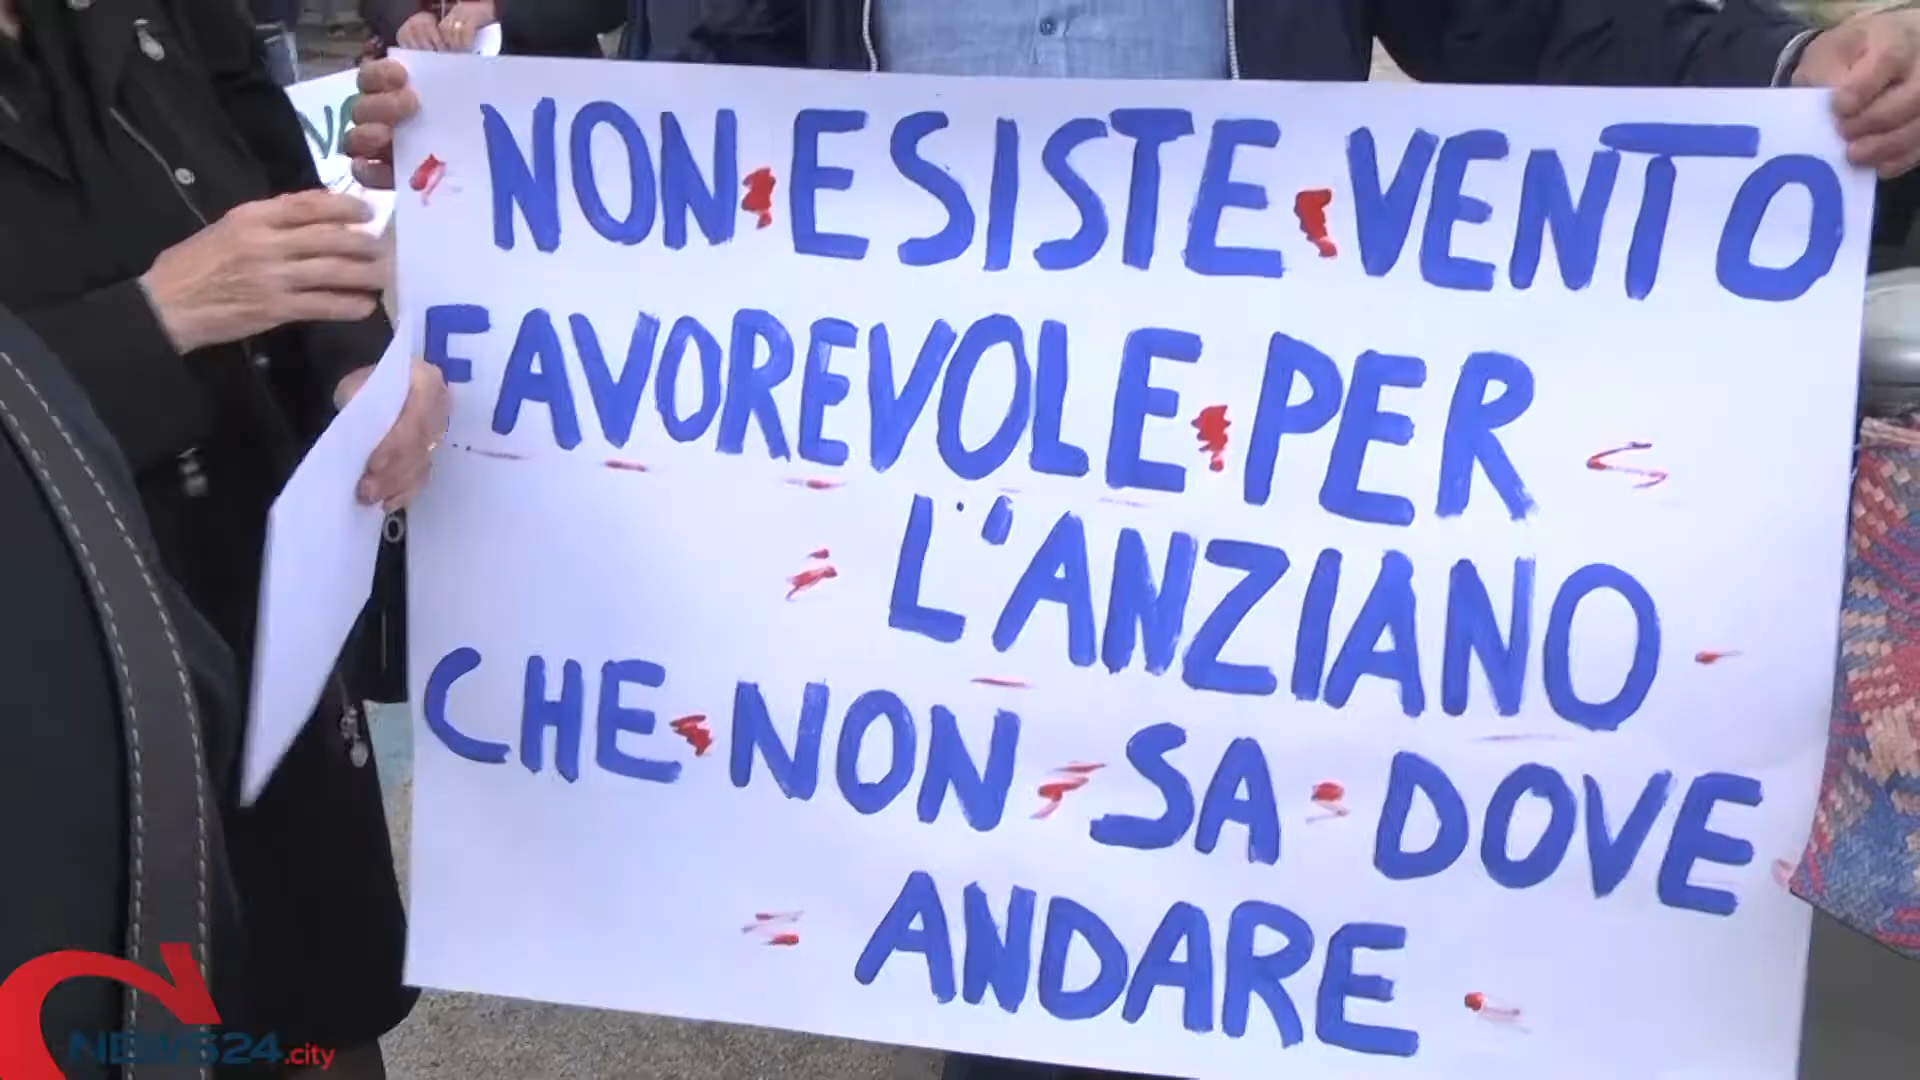 NON ESISTE VENTO
FAVOREVOLE PER
L'ANZIANO
CHE NON SA DOVE
ANDARE
NEWS24.city